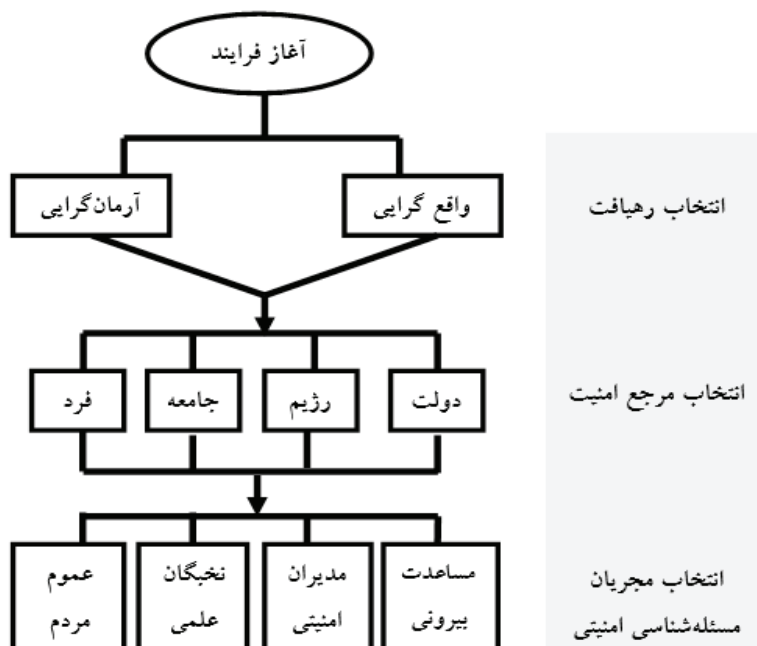 آغاز فرایند
واقع گرایی
آرمان‌گرایی
انتخاب رهیافت
دولت
رژیم
جامعه
فرد
انتخاب مرجع امنیت
مساعدت
بیرونی
مدیران
امنیتی
نخبگان
علمی
عموم
مردم
انتخاب مجریان
مسئله‌شناسی امنیتی